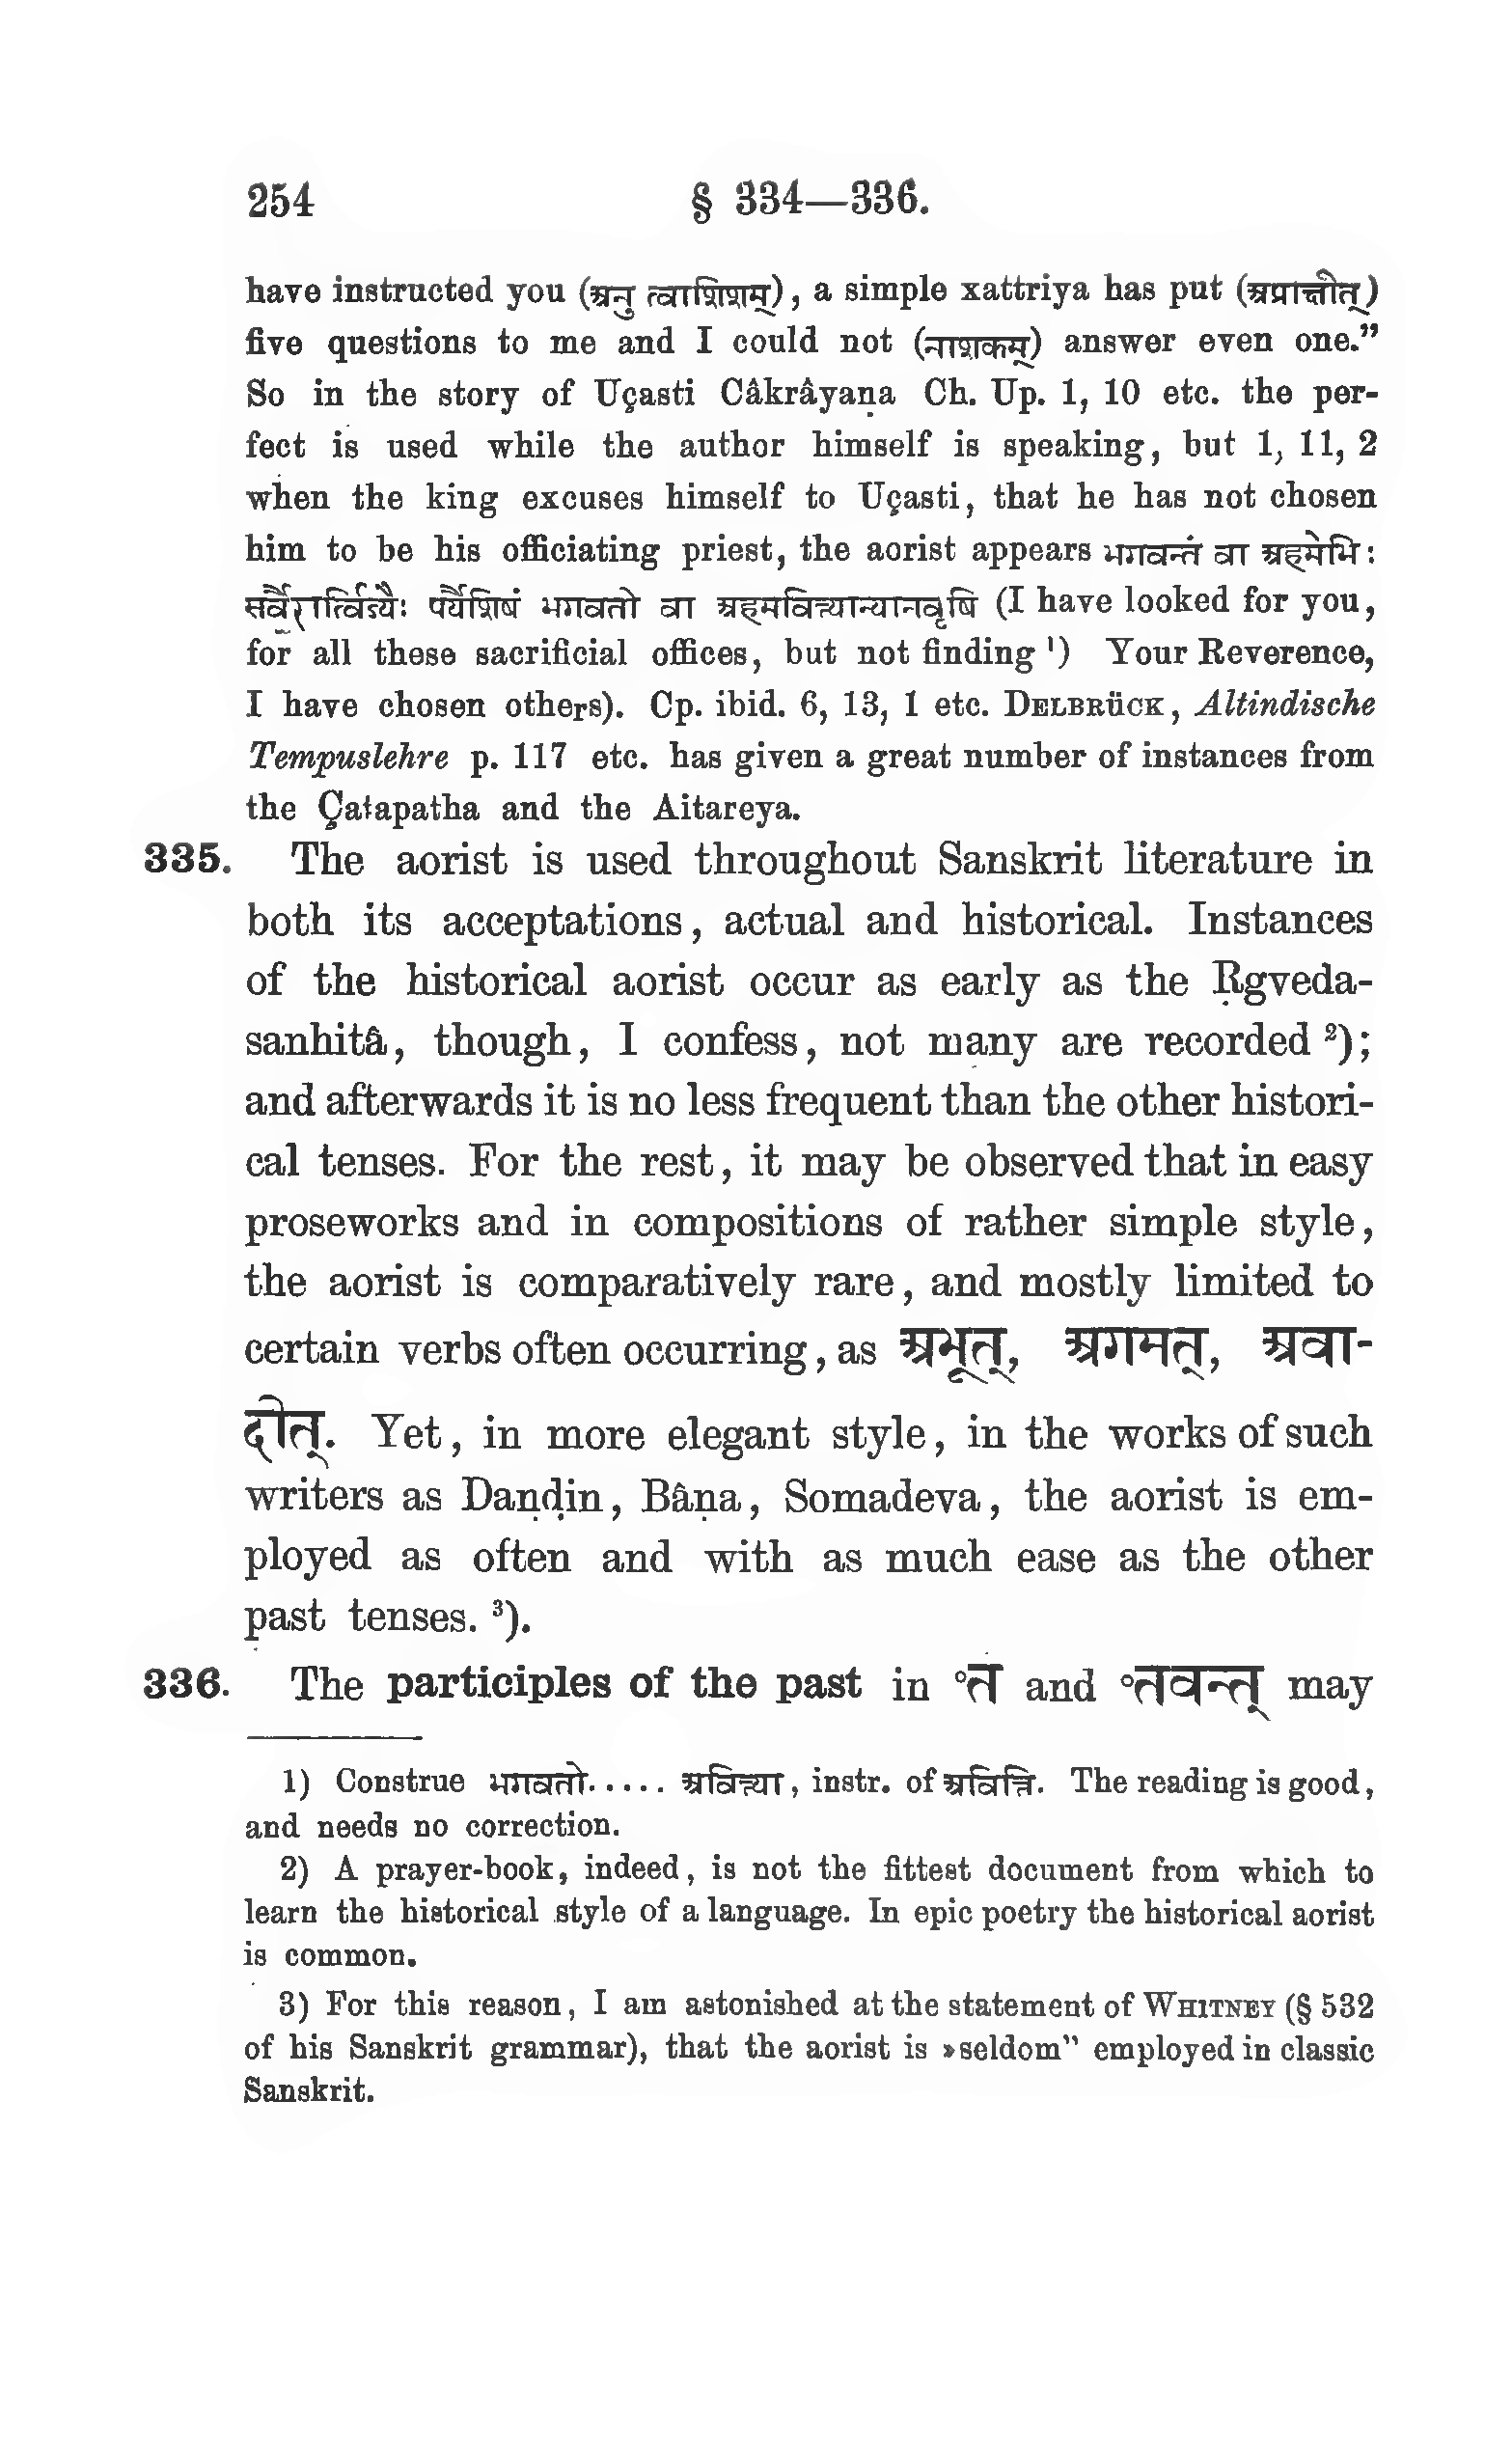 254 § 334—336.
have instructed you (अनु त्वाशिशम्), a simple xattriya has put (अप्राक्षीत्)
five questions to me and I could not (नाशकम्) answer even one.”
So in the story of Uçasti Câkrâyaṇa Ch. Up. 1, 10 etc. the per-
fect is used while the author himself is speaking, but 1, 11, 2
when the king excuses himself to Uçasti, that he has not chosen
him to be his officiating priest, the aorist appears भगवन्तं वा अहमेभिः
सर्वैरार्त्विज्यैः पर्यैशिषं भगवतो वा अहमवित्त्यान्यानवृषि (I have looked for you,
for all these sacrificial offices, but not finding ¹) Your Reverence,
I have chosen others). Cp. ibid. 6, 13, 1 etc. DELBRÜCK, Altindische
Tempuslehre p. 117 etc. has given a great number of instances from
the Çatapatha and the Aitareya.
335. The aorist is used throughout Sanskrit literature in
both its acceptations, actual and historical. Instances
of the historical aorist occur as early as the Ṛgveda-
sanhitâ, though, I confess, not many are recorded ²);
and afterwards it is no less frequent than the other histori-
cal tenses. For the rest, it may be observed that in easy
proseworks and in compositions of rather simple style,
the aorist is comparatively rare, and mostly limited to
certain verbs often occurring, as अभूत्, अगमत्, अवा-
दीत्. Yet, in more elegant style, in the works of such
writers as Daṇḍin, Bâṇa, Somadeva, the aorist is em-
ployed as often and with as much ease as the other
past tenses. ³).
336. The participles of the past in °त and °तवन्त् may
1) Construe भगवतो..... अवित्त्या, instr. of अवित्ति. The reading is good,
and needs no correction.
2) A prayer-book, indeed, is not the fittest document from which to
learn the historical style of a language. In epic poetry the historical aorist
is common.
3) For this reason, I am astonished at the statement of WHITNEY (§ 532
of his Sanskrit grammar), that the aorist is »seldom” employed in classic
Sanskrit.